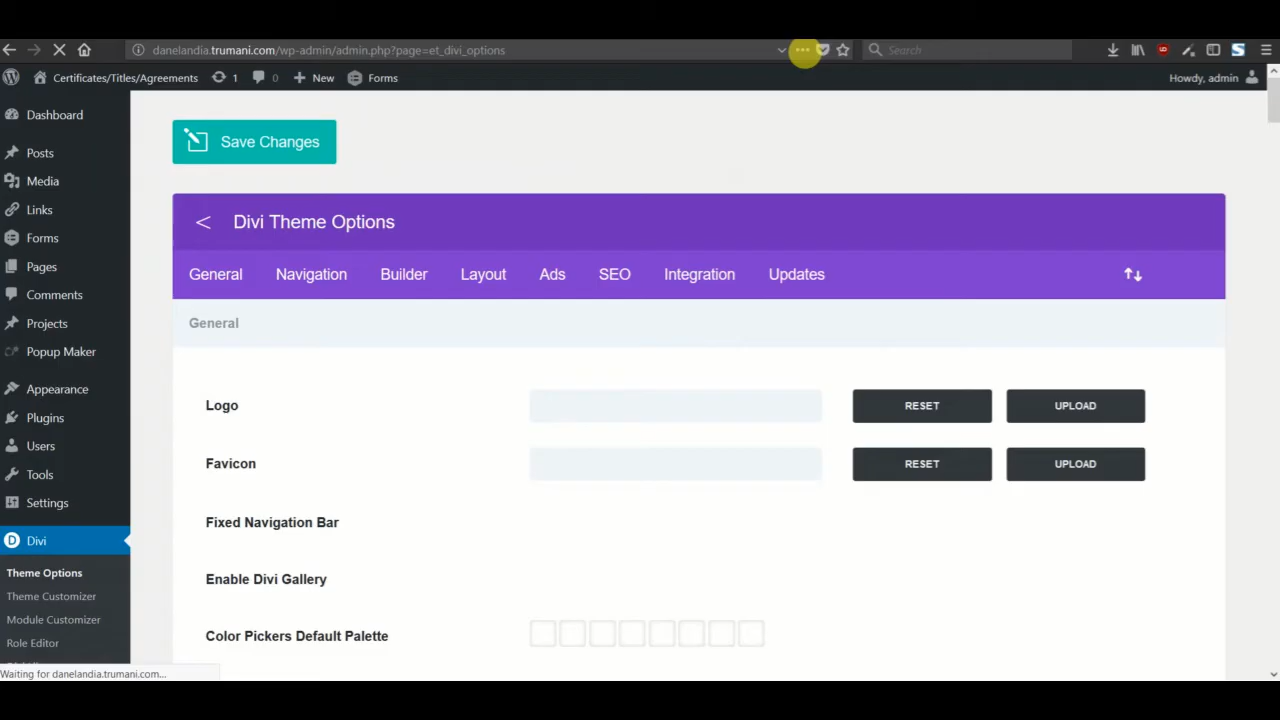 danelandia.trumani.com/wp-admin/admin.php?page=et_divi_options
Search
Certificates/Titles/Agreements
1
0
New
Forms
Howdy, admin
Dashboard
Posts
Media
Links
Forms
Pages
Comments
Projects
Popup Maker
Appearance
Plugins
Users
Tools
Settings
Divi
Theme Options
Theme Customizer
Module Customizer
Role Editor
Waiting for danelandia.trumani.com...
Save Changes
< Divi Theme Options
General Navigation Builder Layout Ads SEO Integration Updates
General
Logo RESET UPLOAD
Favicon RESET UPLOAD
Fixed Navigation Bar
Enable Divi Gallery
Color Pickers Default Palette